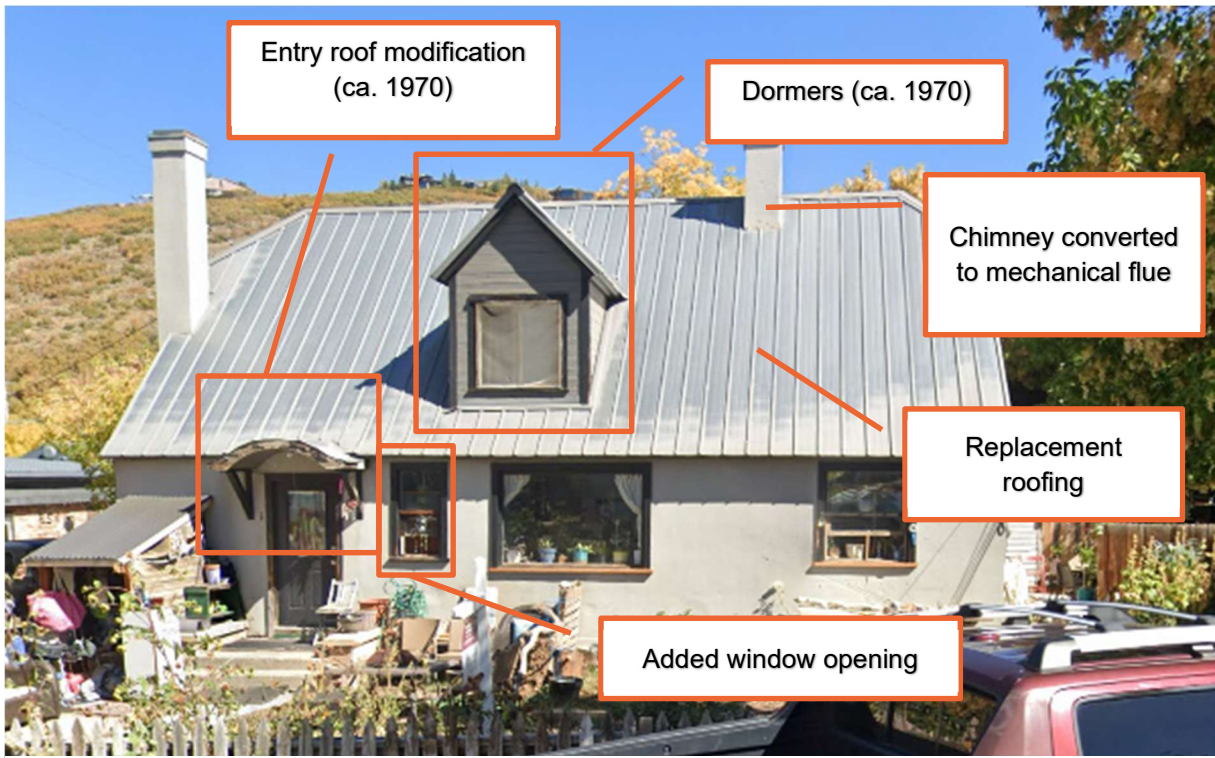 Entry roof modification
(ca. 1970)
Dormers (ca. 1970)
Chimney converted
to mechanical flue
Replacement
roofing
Added window opening